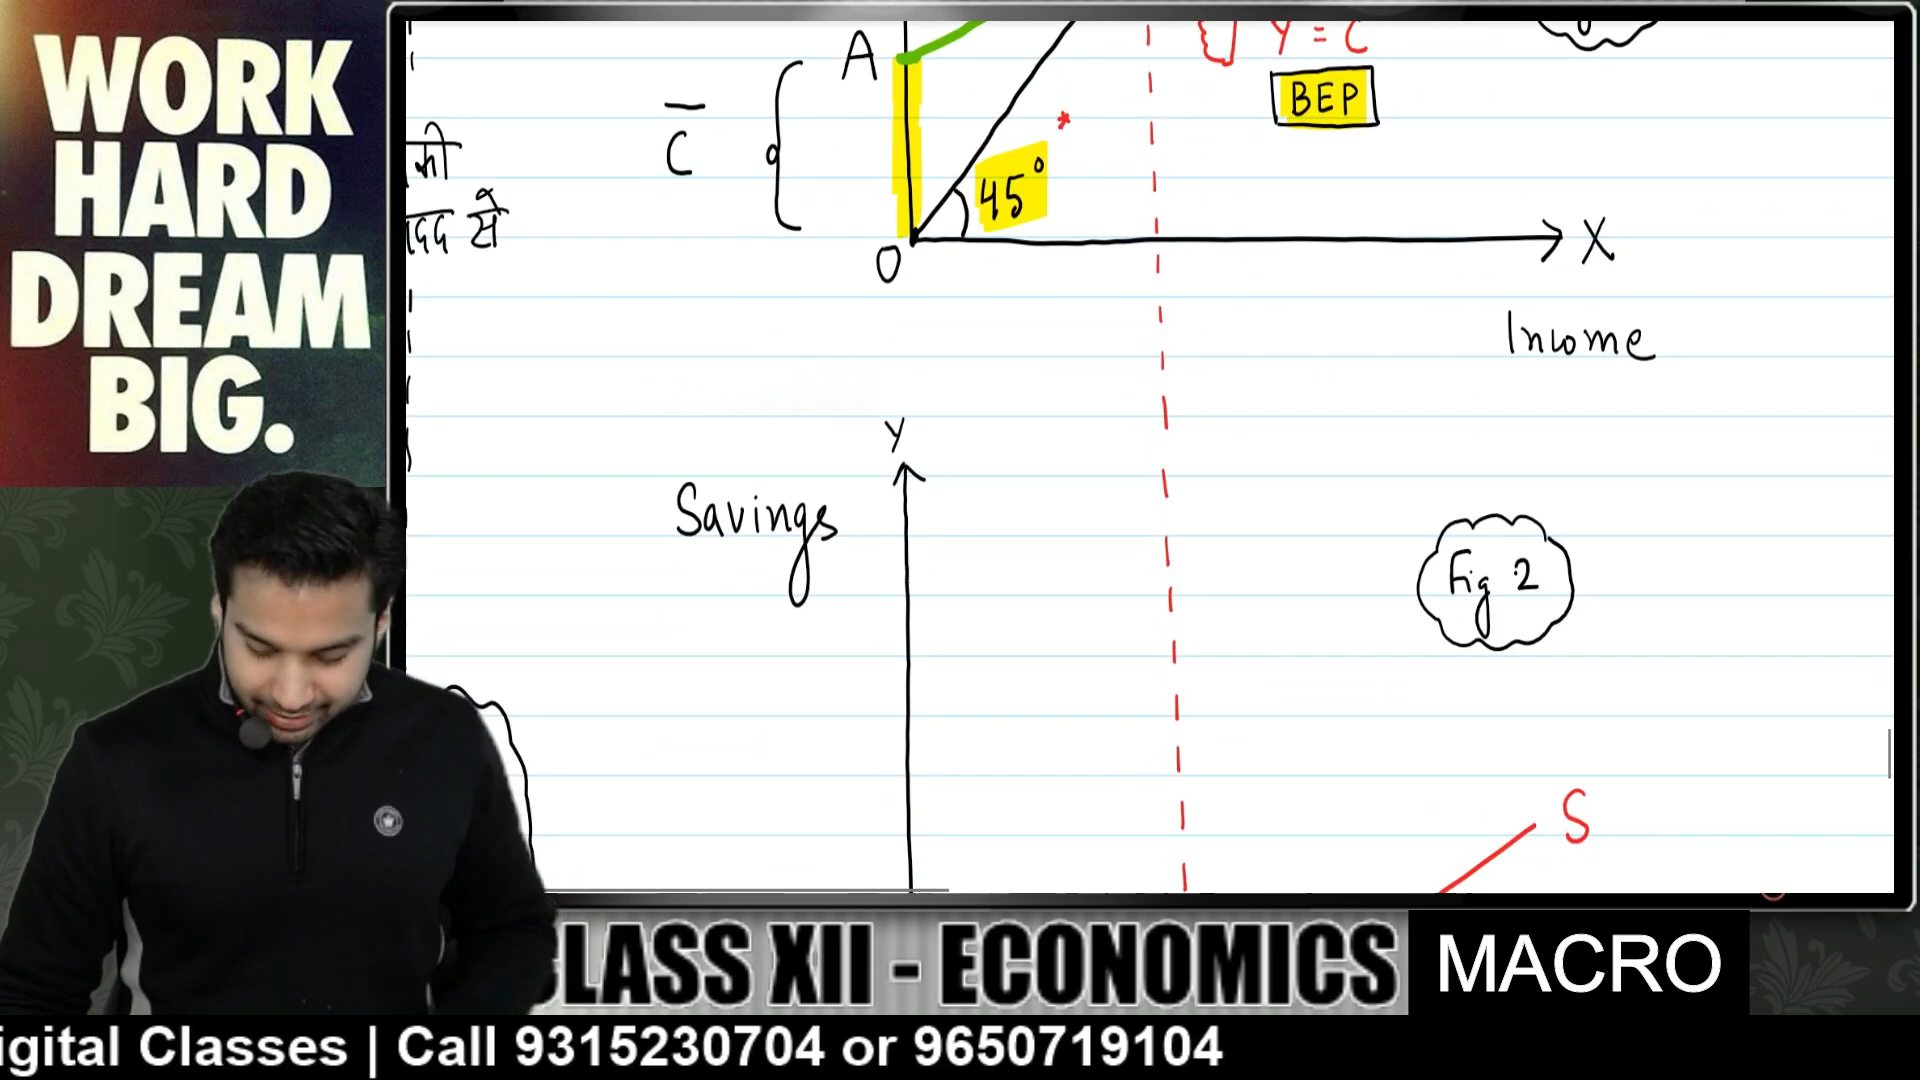 WORK
HARD
DREAM
BIG.
A
Y = C
BEP
C̅
45°
*
O
X
Income
Y
Savings
Fig 2
S
CLASS XII - ECONOMICS
MACRO
igital Classes | Call 9315230704 or 9650719104